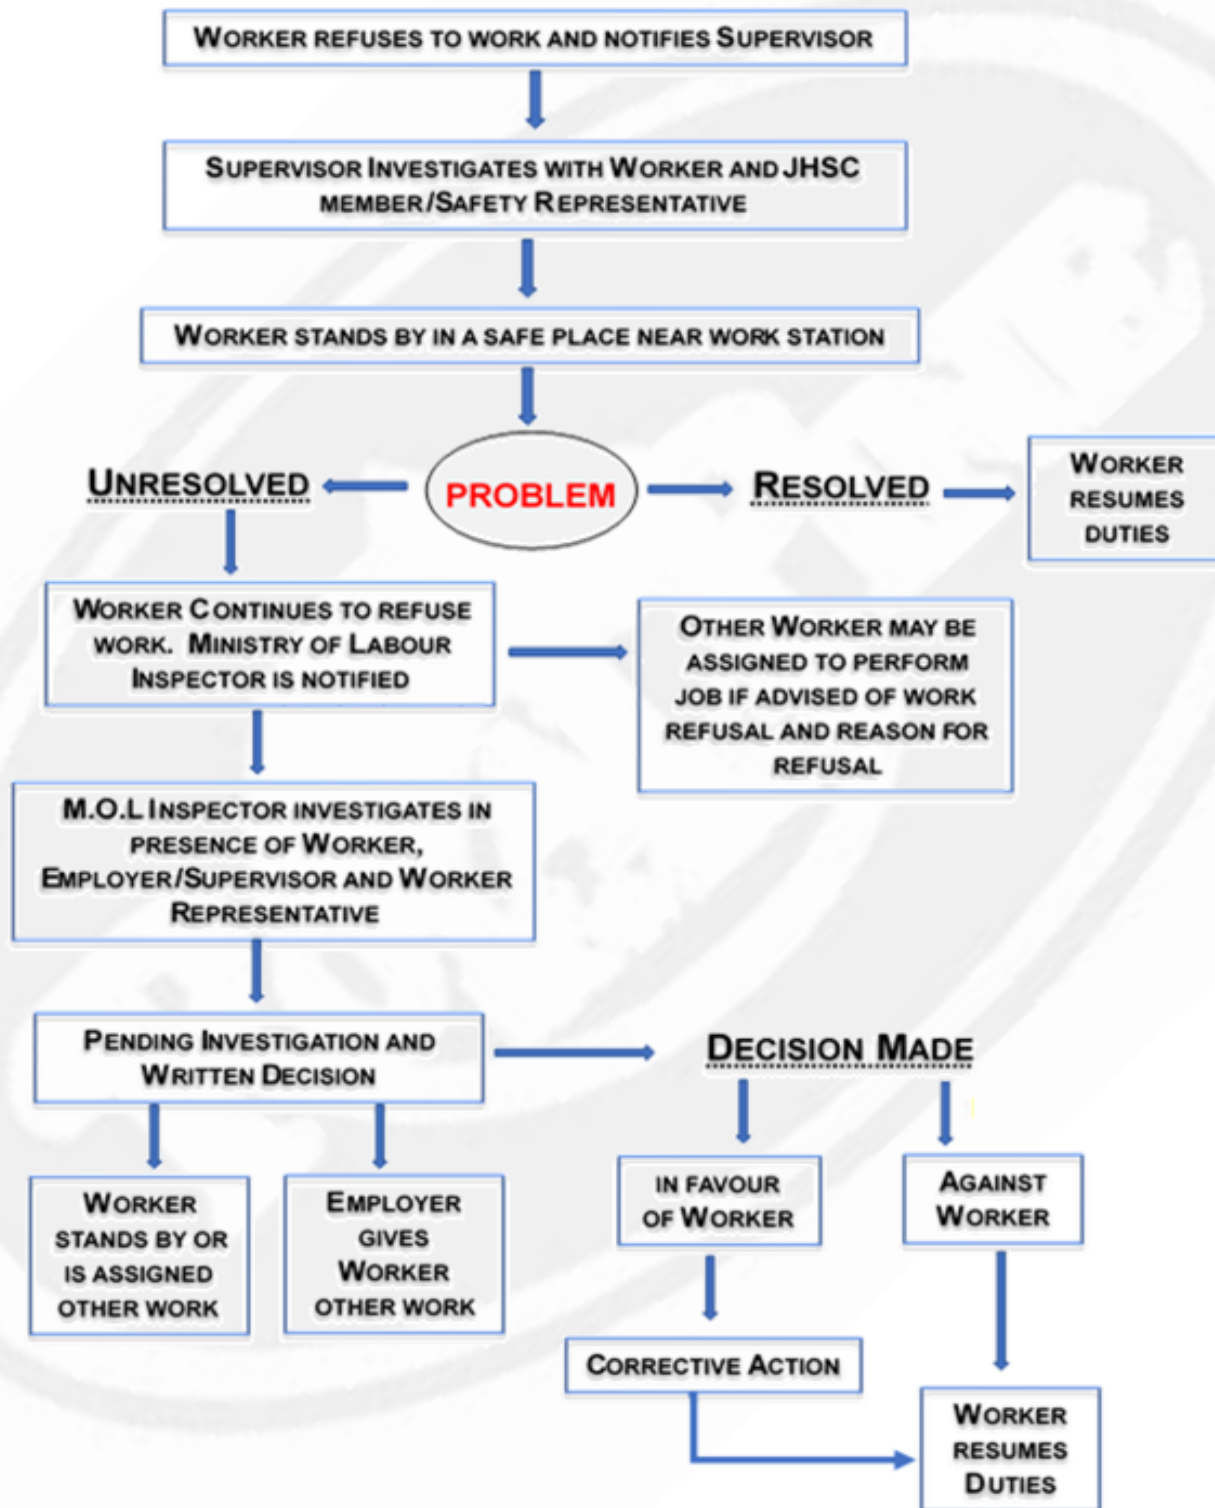 WORKER REFUSES TO WORK AND NOTIFIES SUPERVISOR
SUPERVISOR INVESTIGATES WITH WORKER AND JHSC
MEMBER/SAFETY REPRESENTATIVE
WORKER STANDS BY IN A SAFE PLACE NEAR WORK STATION
UNRESOLVED
PROBLEM
RESOLVED
WORKER
RESUMES
DUTIES
WORKER CONTINUES TO REFUSE
WORK. MINISTRY OF LABOUR
INSPECTOR IS NOTIFIED
OTHER WORKER MAY BE
ASSIGNED TO PERFORM
JOB IF ADVISED OF WORK
REFUSAL AND REASON FOR
REFUSAL
M.O.L INSPECTOR INVESTIGATES IN
PRESENCE OF WORKER,
EMPLOYER/SUPERVISOR AND WORKER
REPRESENTATIVE
PENDING INVESTIGATION AND
WRITTEN DECISION
DECISION MADE
WORKER
STANDS BY OR
IS ASSIGNED
OTHER WORK
EMPLOYER
GIVES
WORKER
OTHER WORK
IN FAVOUR
OF WORKER
AGAINST
WORKER
CORRECTIVE ACTION
WORKER
RESUMES
DUTIES